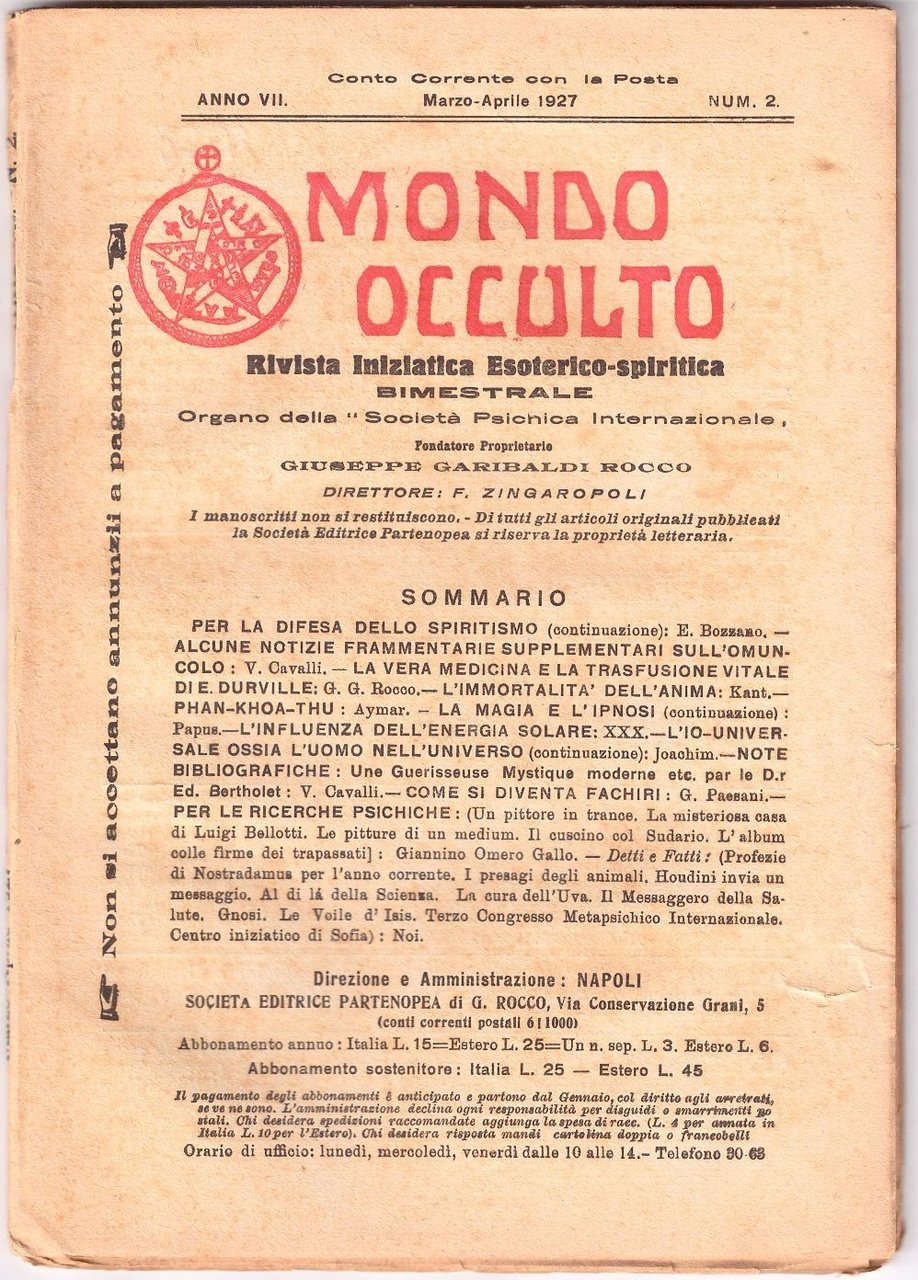 Conto Corrente con la Posta
ANNO VII. Marzo-Aprile 1927 NUM. 2.
MONDO
OCCULTO
Rivista Iniziatica Esoterico-spiritica
BIMESTRALE
Organo della " Società Psichica Internazionale „
Fondatore Proprietario
GIUSEPPE GARIBALDI ROCCO
DIRETTORE: F. ZINGAROPOLI
I manoscritti non si restituiscono. - Di tutti gli articoli originali pubblicati
la Società Editrice Partenopea si riserva la proprietà letteraria.
Non si accettano annunzii a pagamento
N. 2.
SOMMARIO
PER LA DIFESA DELLO SPIRITISMO (continuazione): E. Bozzano. —
ALCUNE NOTIZIE FRAMMENTARIE SUPPLEMENTARI SULL'OMUN-
COLO : V. Cavalli. — LA VERA MEDICINA E LA TRASFUSIONE VITALE
DI E. DURVILLE: G. G. Rocco.— L'IMMORTALITA' DELL'ANIMA: Kant.—
PHAN-KHOA-THU : Aymar. — LA MAGIA E L'IPNOSI (continuazione) :
Papus.—L'INFLUENZA DELL'ENERGIA SOLARE: XXX.—L'IO-UNIVER-
SALE OSSIA L'UOMO NELL'UNIVERSO (continuazione): Joachim.—NOTE
BIBLIOGRAFICHE : Une Guerisseuse Mystique moderne etc. par le D.r
Ed. Bertholet : V. Cavalli.— COME SI DIVENTA FACHIRI : G. Paesani.—
PER LE RICERCHE PSICHICHE : (Un pittore in trance. La misteriosa casa
di Luigi Bellotti. Le pitture di un medium. Il cuscino col Sudario. L'album
colle firme dei trapassati] : Giannino Omero Gallo. — Detti e Fatti : (Profezie
di Nostradamus per l'anno corrente. I presagi degli animali. Houdini invia un
messaggio. Al di lá della Scienza. La cura dell'Uva. Il Messaggero della Sa-
lute. Gnosi. Le Voile d'Isis. Terzo Congresso Metapsichico Internazionale.
Centro iniziatico di Sofia) : Noi.
Direzione e Amministrazione : NAPOLI
SOCIETA EDITRICE PARTENOPEA di G. ROCCO, Via Conservazione Grani, 5
(conti correnti postali 6 11000)
Abbonamento annuo : Italia L. 15=Estero L. 25=Un n. sep. L. 3. Estero L. 6.
Abbonamento sostenitore : Italia L. 25 — Estero L. 45
Il pagamento degli abbonamenti è anticipato e partono dal Gennaio, col diritto agli arretrati,
se ve ne sono. L'amministrazione declina ogni responsabilità per disguidi o smarrimenti po
stali. Chi desidera spedizioni raccomandate aggiunga la spesa di racc. (L. 4 per annata in
Italia L. 10 per l'Estero). Chi desidera risposta mandi cartolina doppia o francobolli
Orario di ufficio: lunedì, mercoledì, venerdì dalle 10 alle 14.- Telefono 30-63